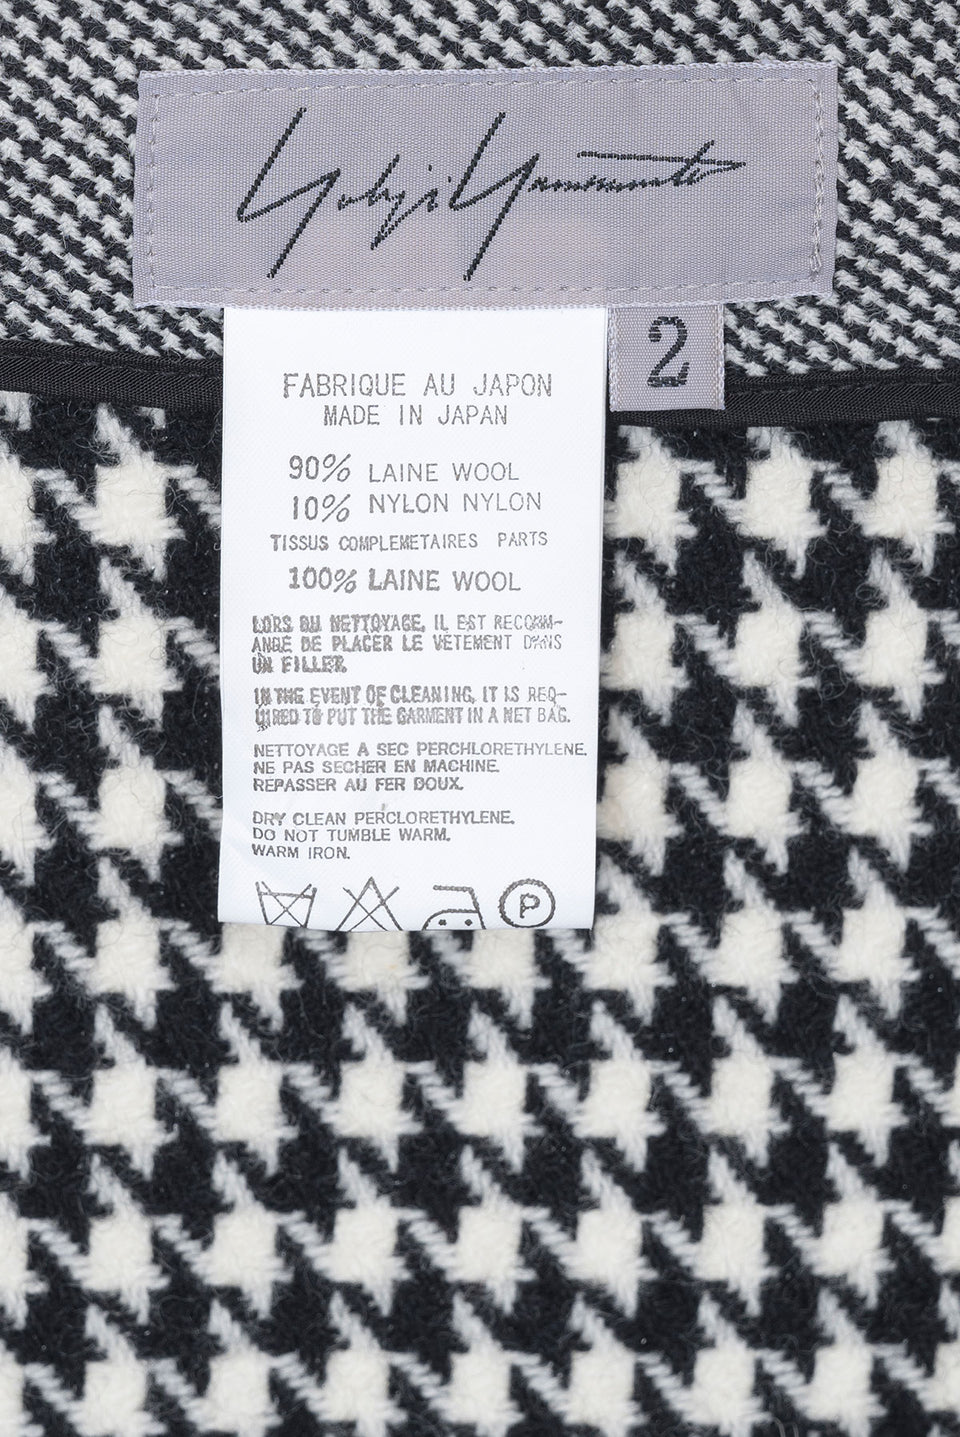 Yohji Yamamoto
2
FABRIQUE AU JAPON
MADE IN JAPAN
90% LAINE WOOL
10% NYLON NYLON
TISSUS COMPLEMETAIRES PARTS
100% LAINE WOOL
LORS DU NETTOYAGE, IL EST RECOMM-
ANDE DE PLACER LE VETEMENT DANS
UN FILLER.
IN THE EVENT OF CLEANING, IT IS REQ-
UIRED TO PUT THE GARMENT IN A NET BAG.
NETTOYAGE A SEC PERCHLORETHYLENE.
NE PAS SECHER EN MACHINE.
REPASSER AU FER DOUX.
DRY CLEAN PERCLORETHYLENE.
DO NOT TUMBLE WARM.
WARM IRON.
P